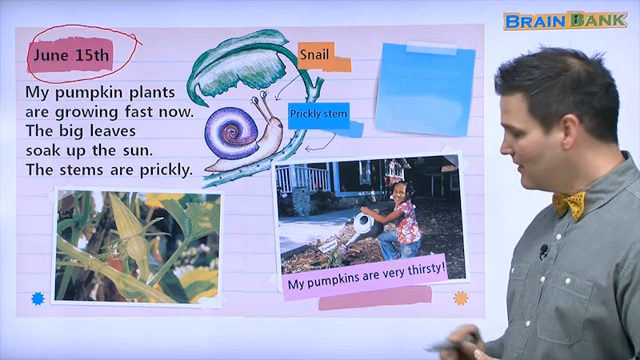 BRAIN BANK
June 15th
My pumpkin plants
are growing fast now.
The big leaves
soak up the sun.
The stems are prickly.
Snail
Prickly stem
My pumpkins are very thirsty!